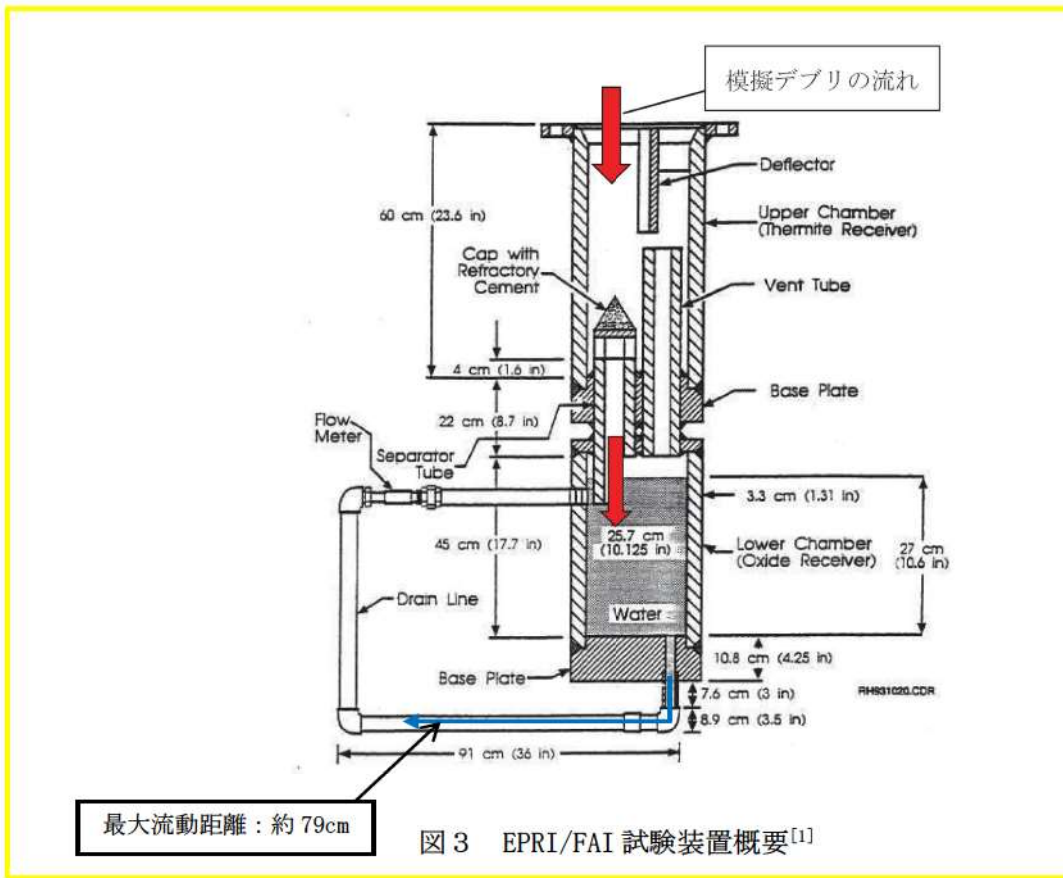 模擬デブリの流れ
Deflector
60 cm (23.6 in)
Upper Chamber
(Thermite Receiver)
Cap with
Refractory
Cement
Vent Tube
4 cm (1.6 in)
Flow
Meter
22 cm (8.7 in)
Base Plate
Separator
Tube
3.3 cm (1.31 in)
25.7 cm
(10.125 in)
45 cm (17.7 in)
Lower Chamber
(Oxide Receiver)
27 cm
(10.6 in)
Drain Line
Water
10.8 cm (4.25 in)
Base Plate
RH931020.CDR
7.6 cm (3 in)
8.9 cm (3.5 in)
91 cm (36 in)
最大流動距離：約 79cm
図３ EPRI/FAI 試験装置概要[1]